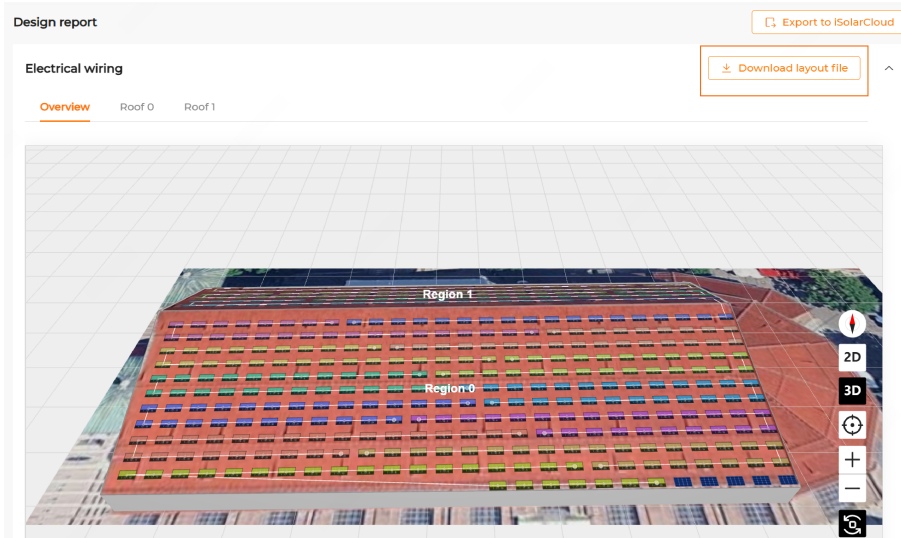 Design report
Export to iSolarCloud
Electrical wiring
Download layout file
Overview
Roof 0
Roof 1
Region 1
2D
3D
Region 0